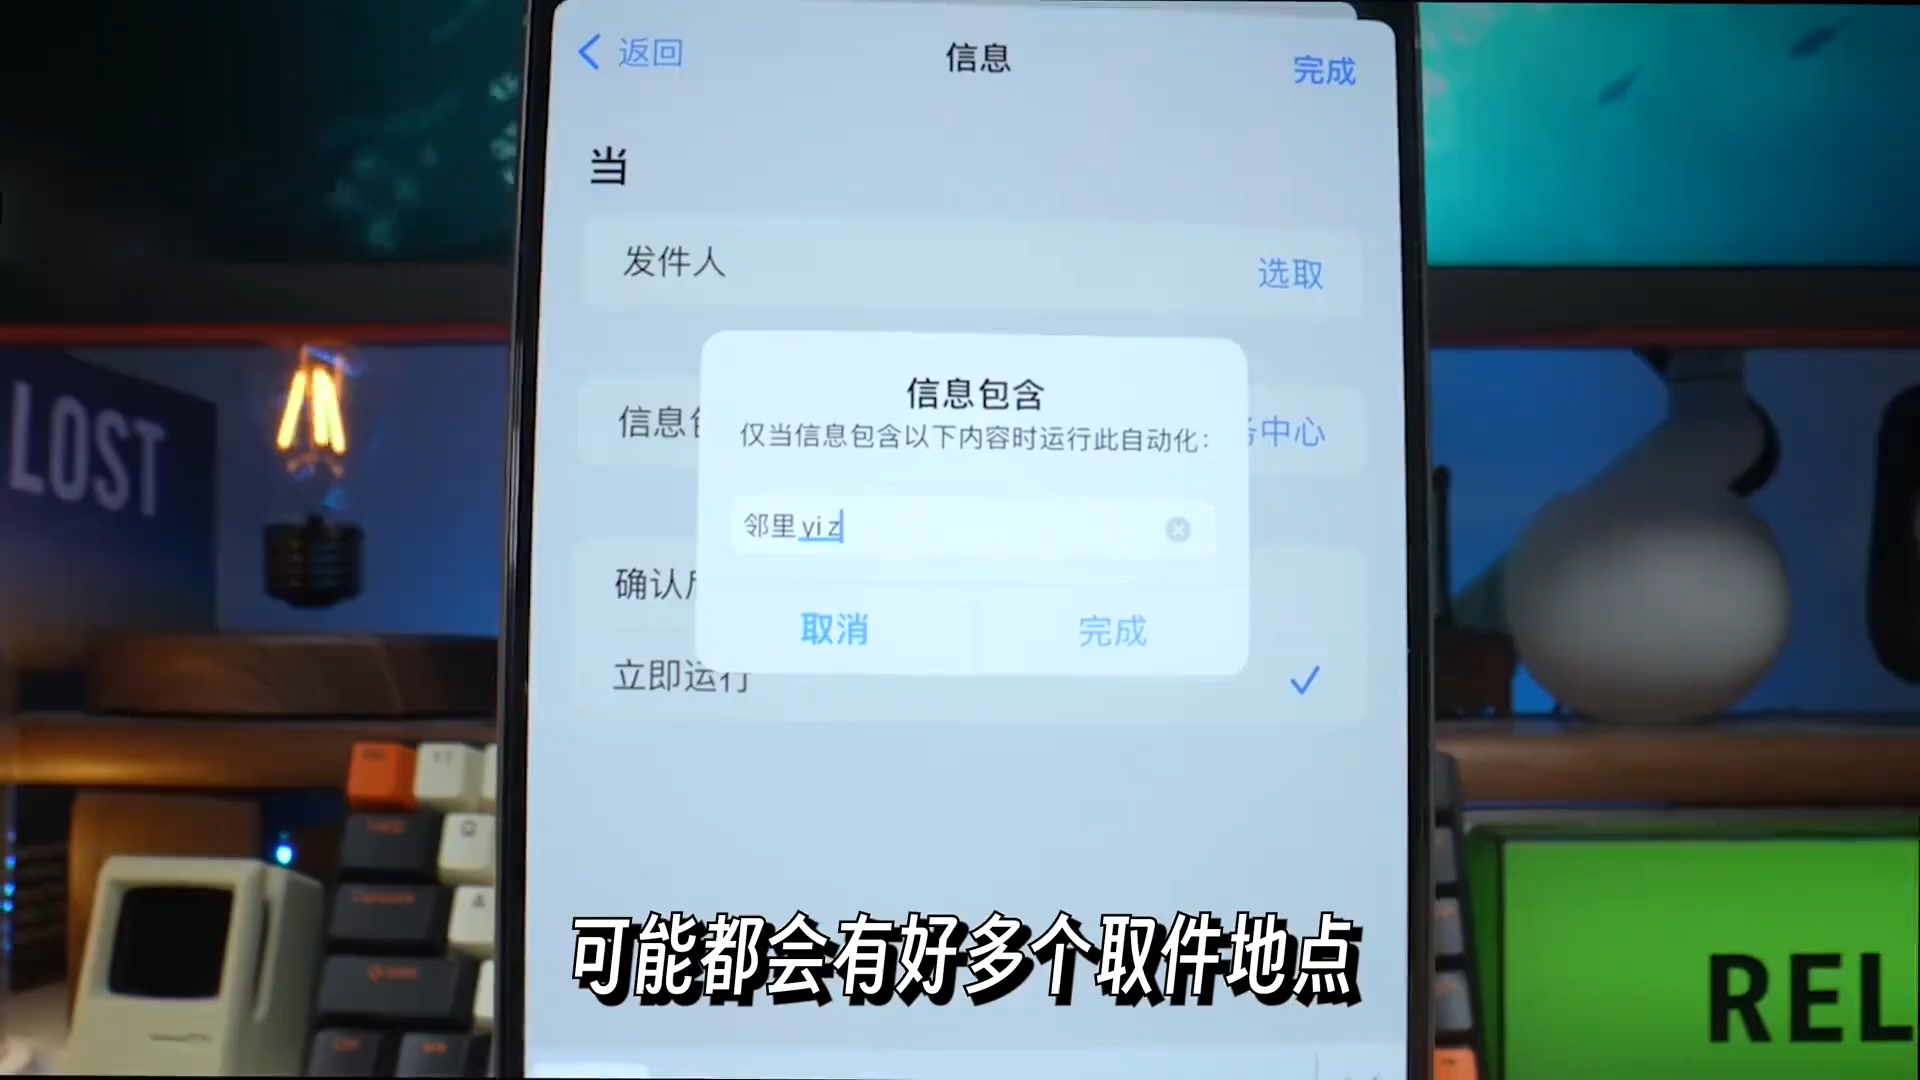 返回
信息
完成
当
发件人
选取
信息包含
仅当信息包含以下内容时运行此自动化：
信息
中心
邻里yi z
确认
取消
完成
立即运行
LOST
可能都会有好多个取件地点
REL